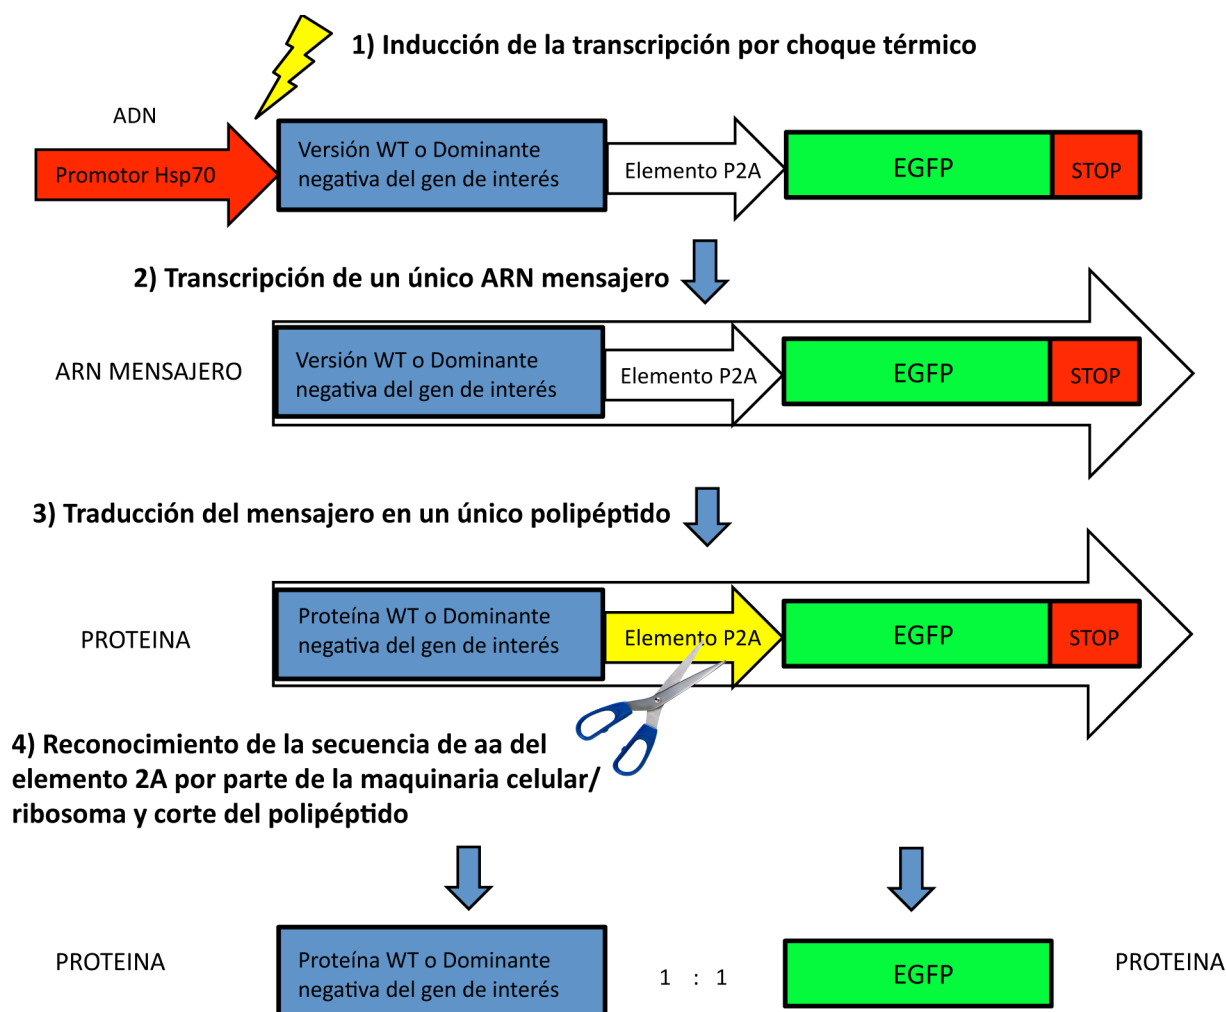 1) Inducción de la transcripción por choque térmico
ADN
Promotor Hsp70
Versión WT o Dominante
negativa del gen de interés
Elemento P2A
EGFP
STOP
2) Transcripción de un único ARN mensajero
ARN MENSAJERO
Versión WT o Dominante
negativa del gen de interés
Elemento P2A
EGFP
STOP
3) Traducción del mensajero en un único polipéptido
PROTEINA
Proteína WT o Dominante
negativa del gen de interés
Elemento P2A
EGFP
STOP
4) Reconocimiento de la secuencia de aa del
elemento 2A por parte de la maquinaria celular/
ribosoma y corte del polipéptido
PROTEINA
Proteína WT o Dominante
negativa del gen de interés
1 : 1
EGFP
PROTEINA